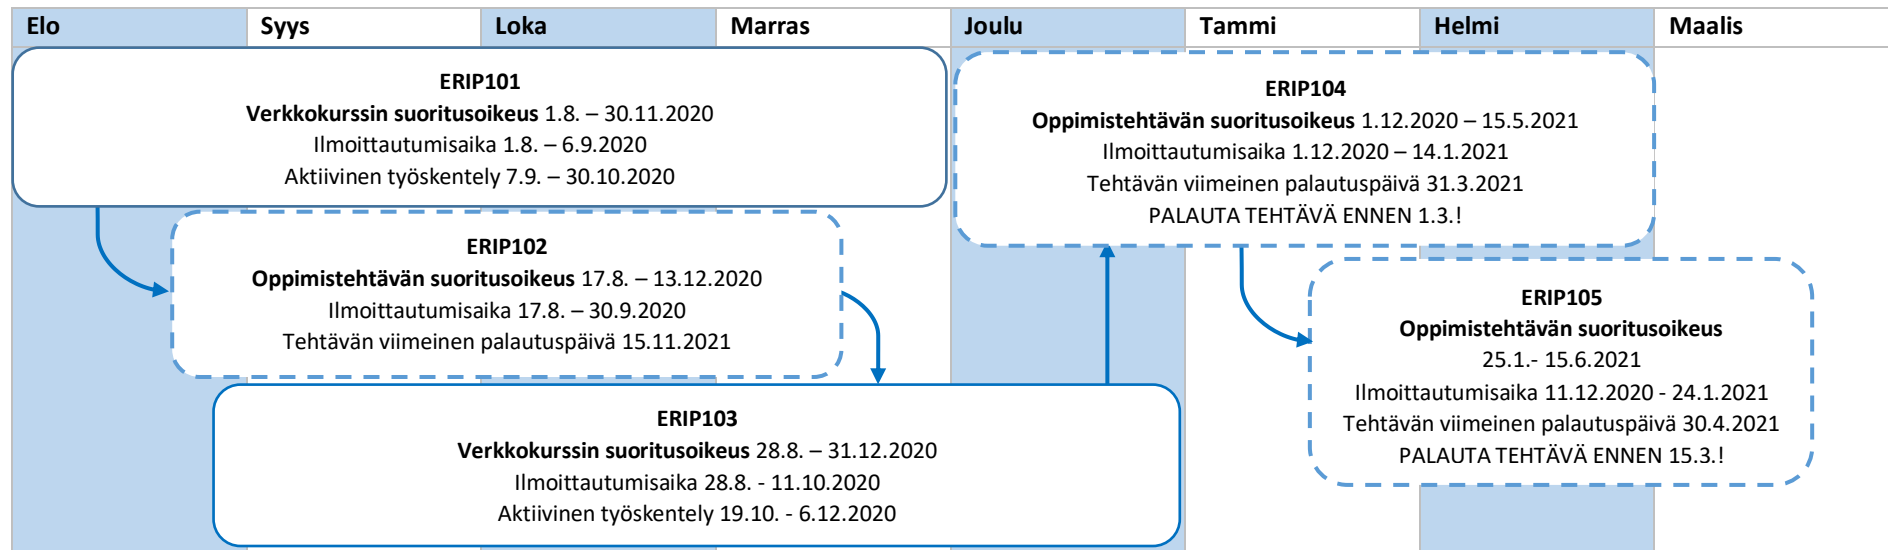 Elo Syys Loka Marras Joulu Tammi Helmi Maalis
ERIP101
Verkkokurssin suoritusoikeus 1.8. – 30.11.2020
Ilmoittautumisaika 1.8. – 6.9.2020
Aktiivinen työskentely 7.9. – 30.10.2020
ERIP102
Oppimistehtävän suoritusoikeus 17.8. – 13.12.2020
Ilmoittautumisaika 17.8. – 30.9.2020
Tehtävän viimeinen palautuspäivä 15.11.2021
ERIP103
Verkkokurssin suoritusoikeus 28.8. – 31.12.2020
Ilmoittautumisaika 28.8. - 11.10.2020
Aktiivinen työskentely 19.10. - 6.12.2020
ERIP104
Oppimistehtävän suoritusoikeus 1.12.2020 – 15.5.2021
Ilmoittautumisaika 1.12.2020 – 14.1.2021
Tehtävän viimeinen palautuspäivä 31.3.2021
PALAUTA TEHTÄVÄ ENNEN 1.3.!
ERIP105
Oppimistehtävän suoritusoikeus
25.1.- 15.6.2021
Ilmoittautumisaika 11.12.2020 - 24.1.2021
Tehtävän viimeinen palautuspäivä 30.4.2021
PALAUTA TEHTÄVÄ ENNEN 15.3.!